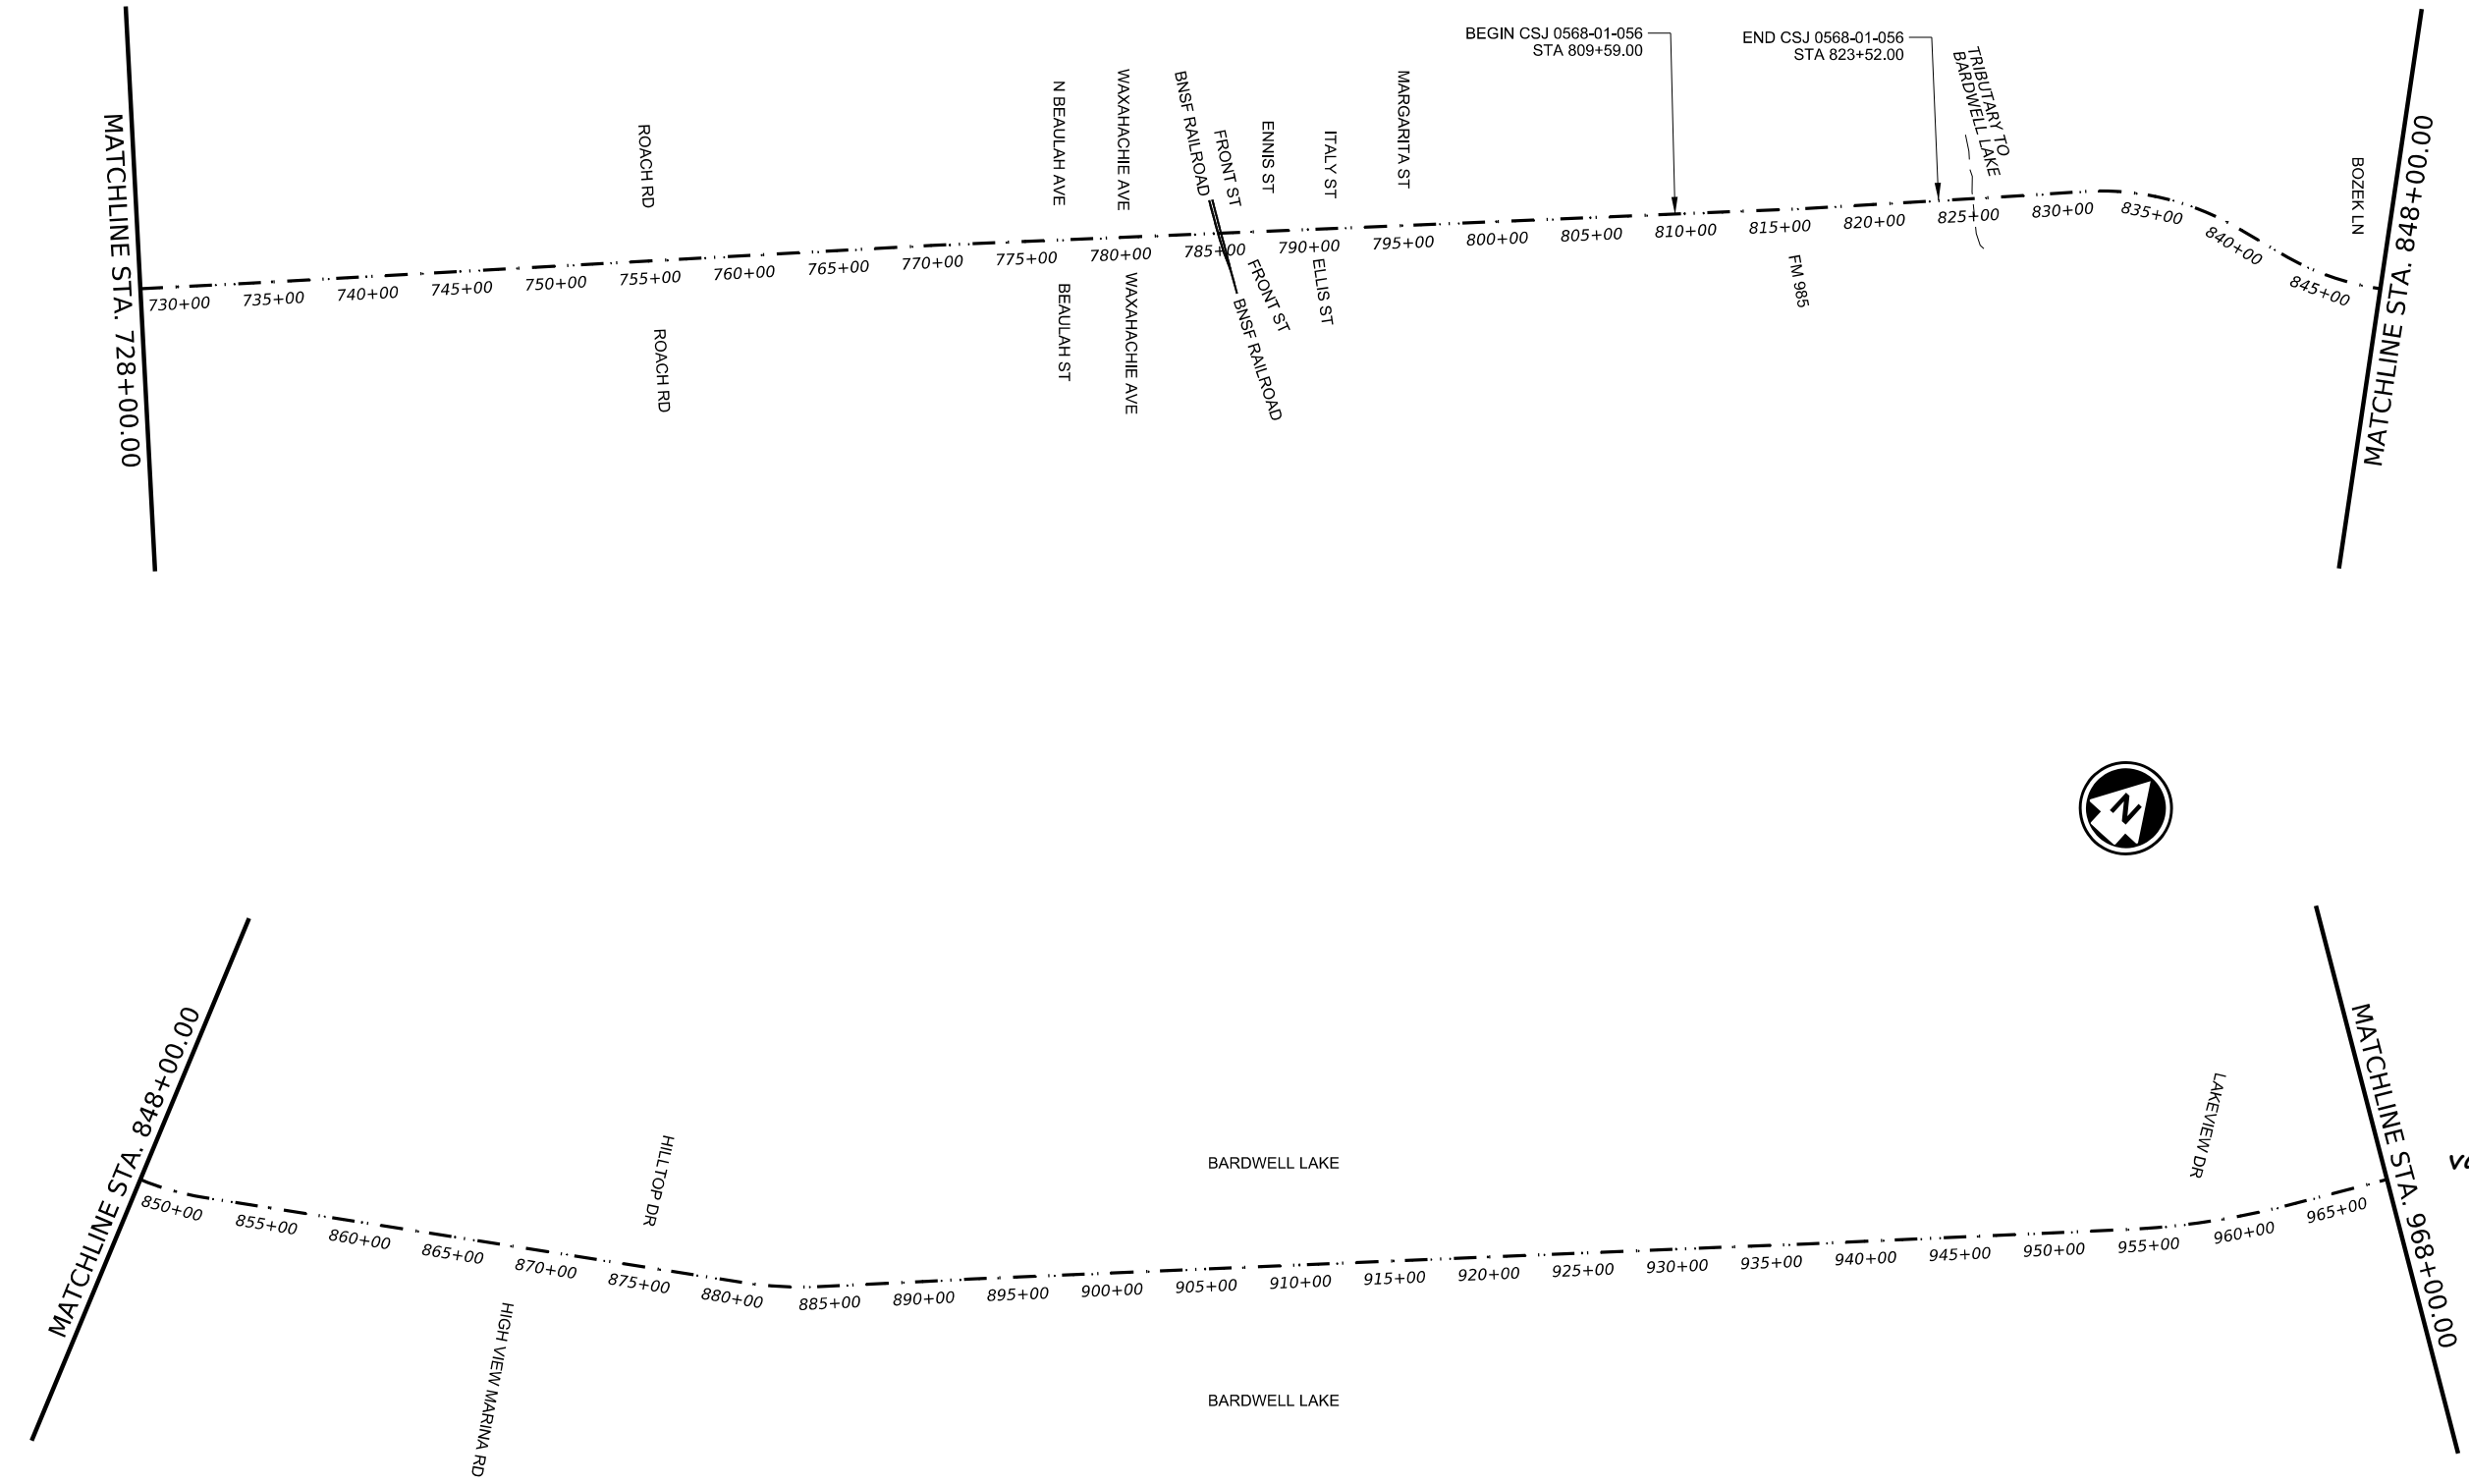 BEGIN CSJ 0568-01-056
STA 809+59.00
END CSJ 0568-01-056
STA 823+52.00
TRIBUTARY TO
BARDWELL LAKE
MATCHLINE STA. 728+00.00
ROACH RD
N BEAULAH AVE
WAXAHACHIE AVE
BNSF RAILROAD
FRONT ST
ENNIS ST
ITALY ST
MARGARITA ST
BOZEK LN
MATCHLINE STA. 848+00.00
730+00
735+00
740+00
745+00
750+00
755+00
760+00
765+00
770+00
775+00
780+00
785+00
790+00
795+00
800+00
805+00
810+00
815+00
820+00
825+00
830+00
835+00
840+00
845+00
ROACH RD
BEAULAH ST
WAXAHACHIE AVE
BNSF RAILROAD
FRONT ST
ELLIS ST
FM 985
N
MATCHLINE STA. 848+00.00
HILLTOP DR
BARDWELL LAKE
LAKEVIEW DR
MATCHLINE STA. 968+00.00
850+00
855+00
860+00
865+00
870+00
875+00
880+00
885+00
890+00
895+00
900+00
905+00
910+00
915+00
920+00
925+00
930+00
935+00
940+00
945+00
950+00
955+00
960+00
965+00
HIGH VIEW MARINA RD
BARDWELL LAKE